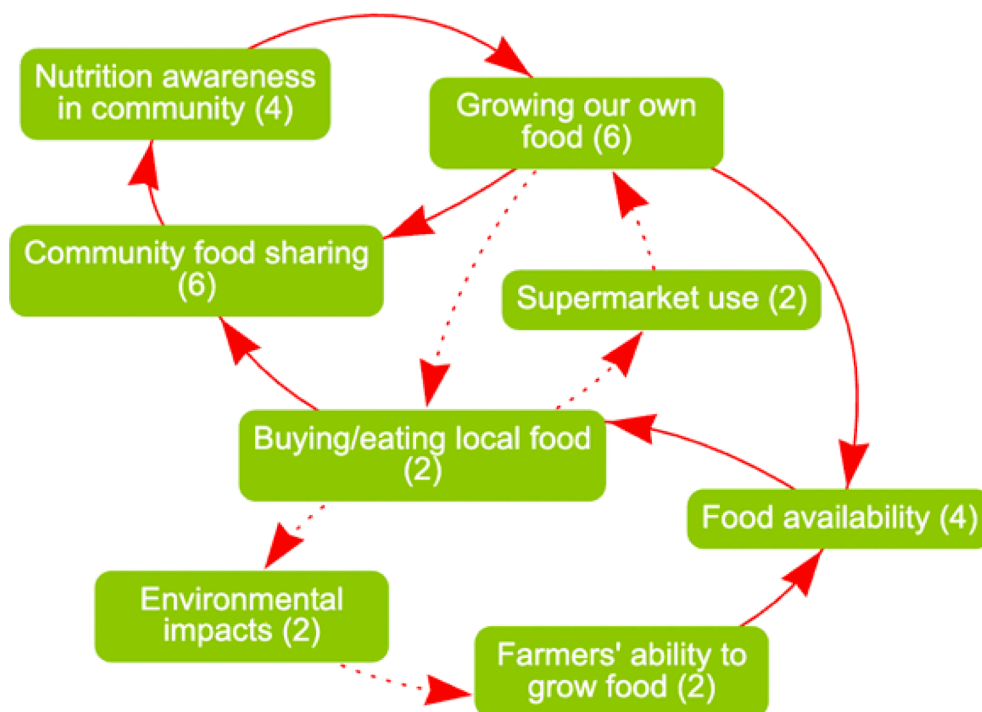 Nutrition awareness
in community (4)
Growing our own
food (6)
Community food sharing
(6)
Supermarket use (2)
Buying/eating local food
(2)
Food availability (4)
Environmental
impacts (2)
Farmers' ability to
grow food (2)